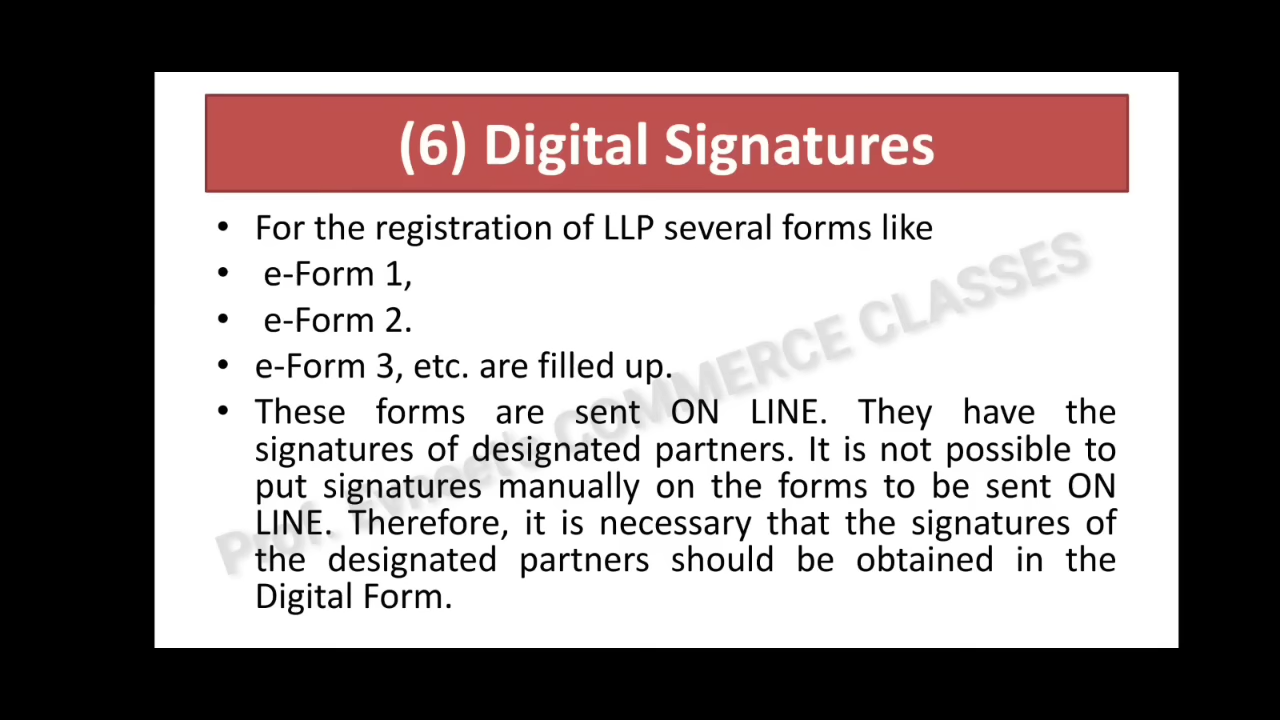 (6) Digital Signatures
• For the registration of LLP several forms like
• e-Form 1,
• e-Form 2.
• e-Form 3, etc. are filled up.
• These forms are sent ON LINE. They have the
signatures of designated partners. It is not possible to
put signatures manually on the forms to be sent ON
LINE. Therefore, it is necessary that the signatures of
the designated partners should be obtained in the
Digital Form.
Prof. COMMERCE CLASSES